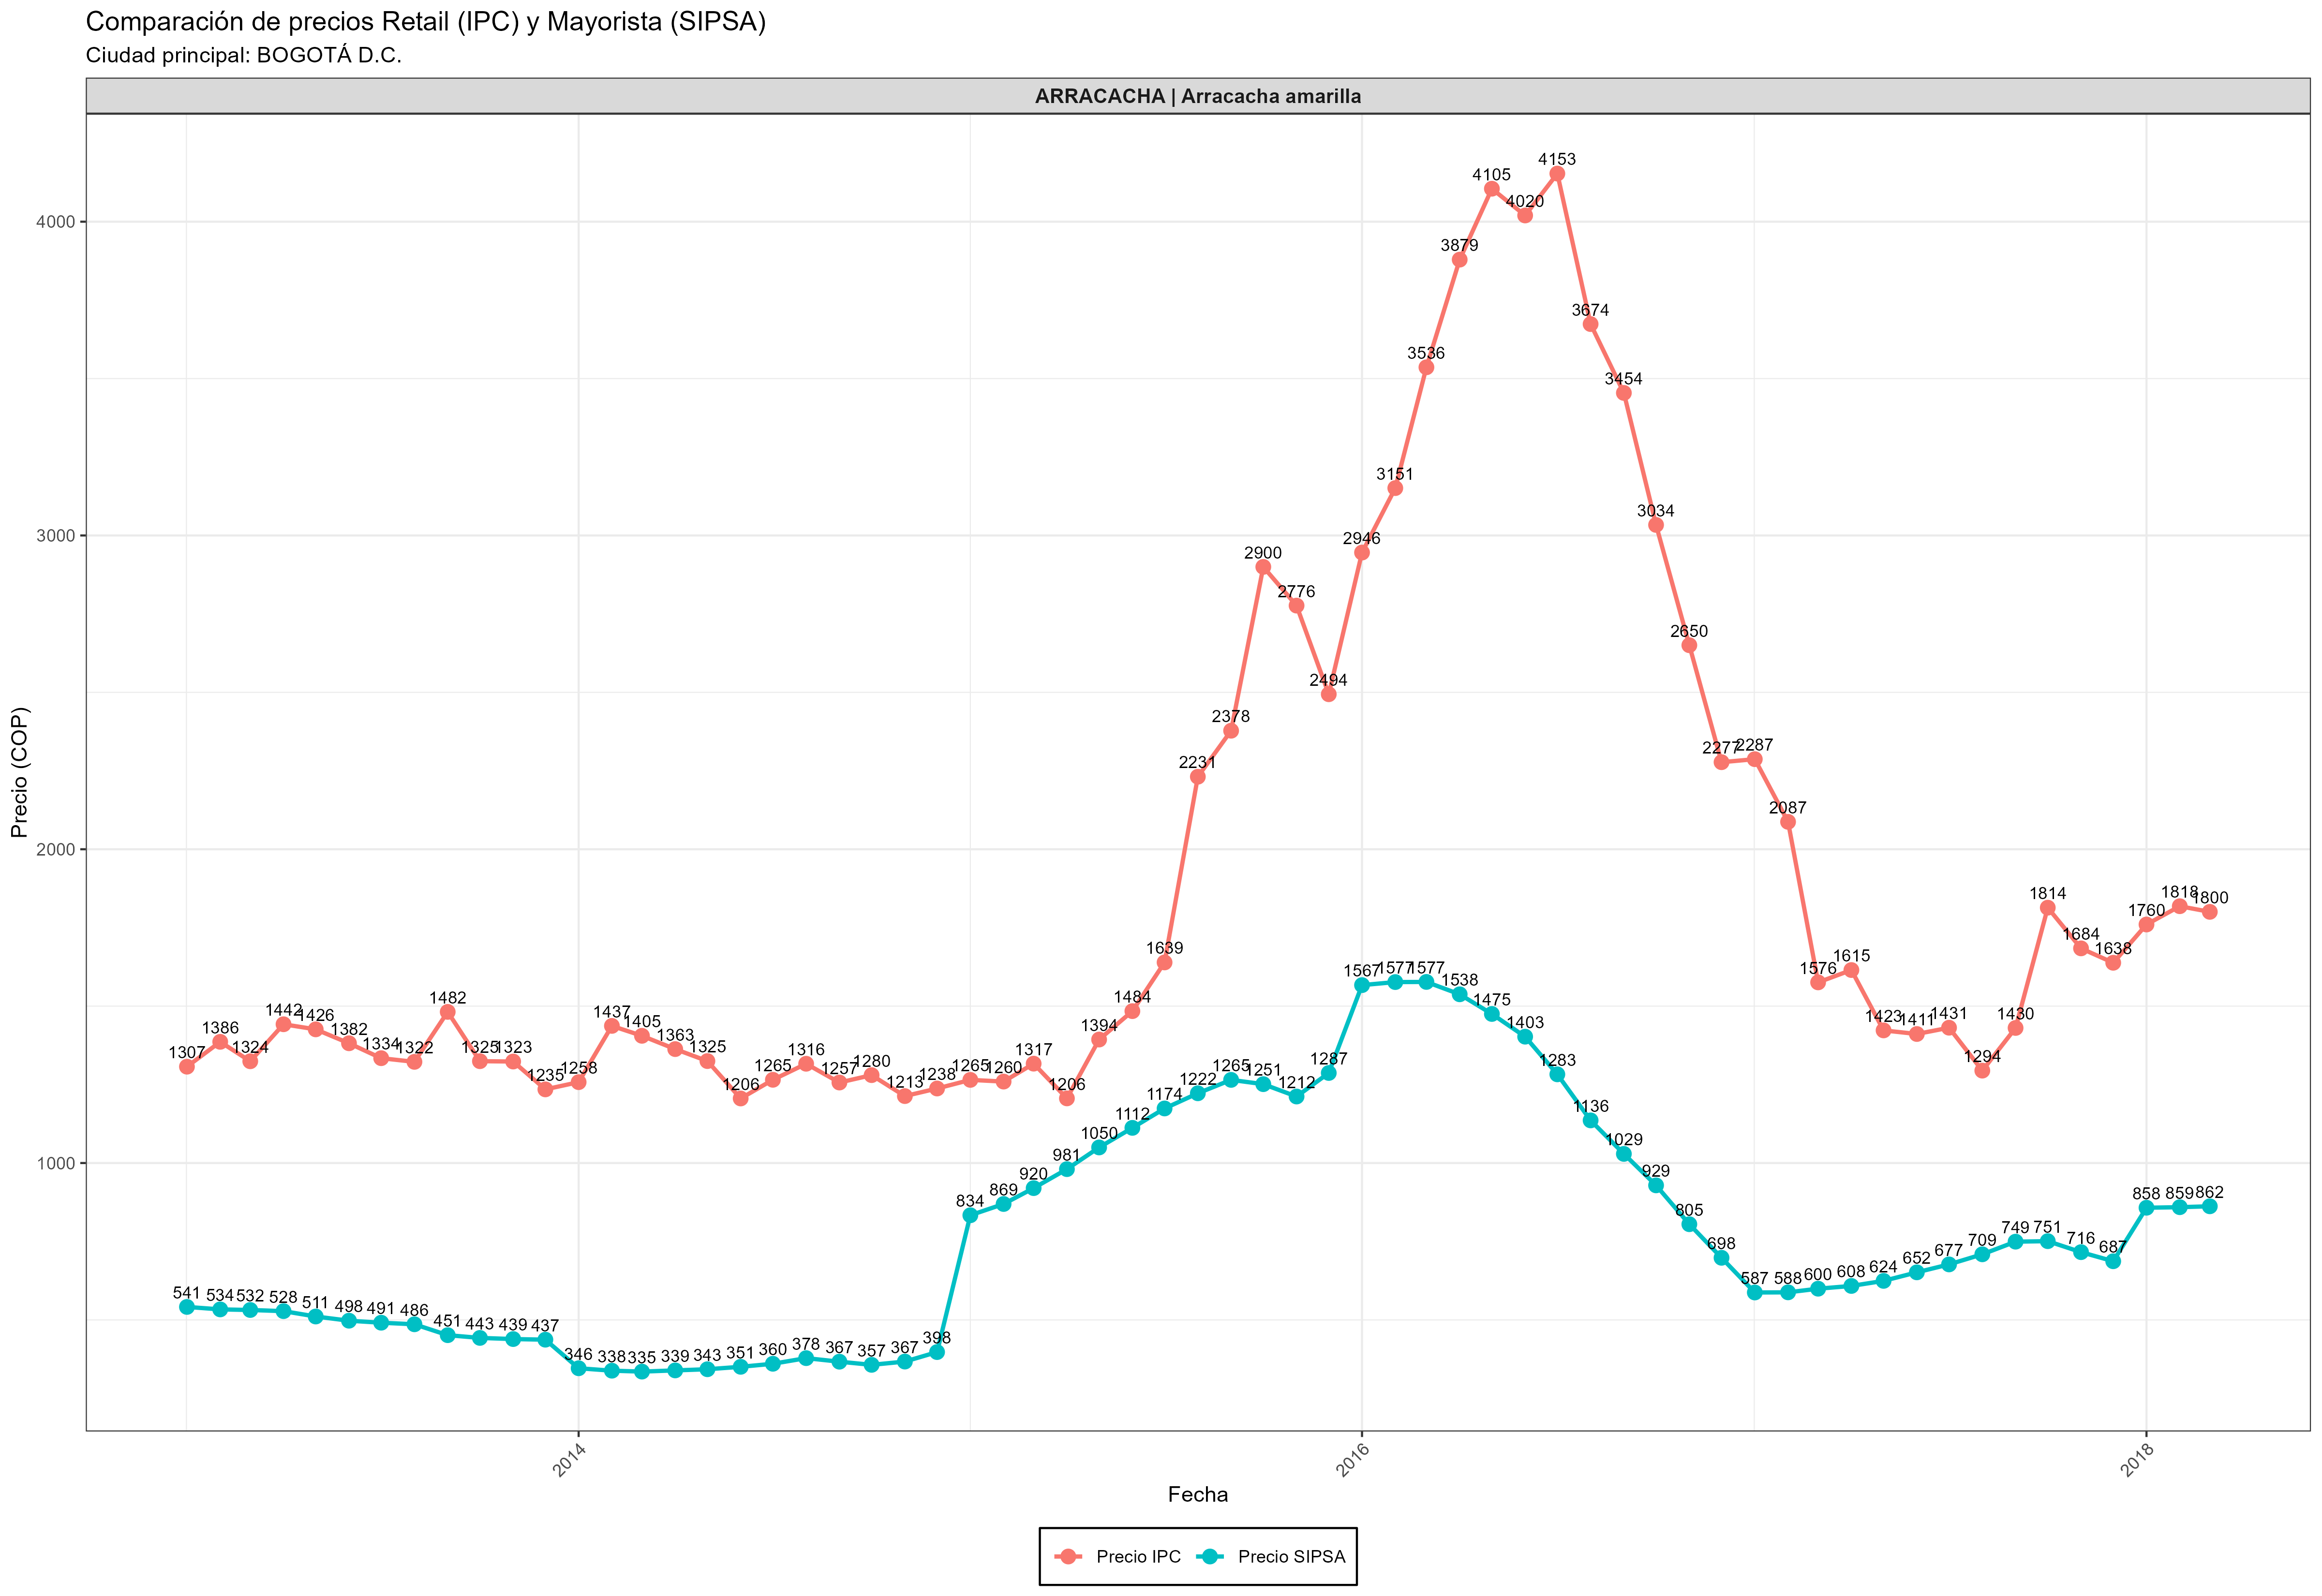 Comparación de precios Retail (IPC) y Mayorista (SIPSA)
Ciudad principal: BOGOTÁ D.C.
ARRACACHA | Arracacha amarilla
Precio (COP)
4000
3000
2000
1000
1307 1386 1324 1442 1426 1382 1334 1322 1482 1325 1323 1235 1258 1437 1405 1363 1325 1206 1265 1316 1257 1280 1213 1238 1265 1260 1317 1206 1394 1484 1639 2231 2378 2900 2776 2494 2946 3151 3536 3879 4105 4020 4153 3674 3454 3034 2650 2277 2287 2087 1576 1615 1423 1411 1431 1294 1430 1814 1684 1638 1760 1818 1800
541 534 532 528 511 498 491 486 451 443 439 437 346 338 335 339 343 351 360 378 367 357 367 398 834 869 920 981 1050 1112 1174 1222 1265 1251 1212 1287 1567 1577 1577 1538 1475 1403 1283 1136 1029 929 805 698 587 588 600 608 624 652 677 709 749 751 716 687 858 859 862
2014 2016 2018
Fecha
Precio IPC Precio SIPSA